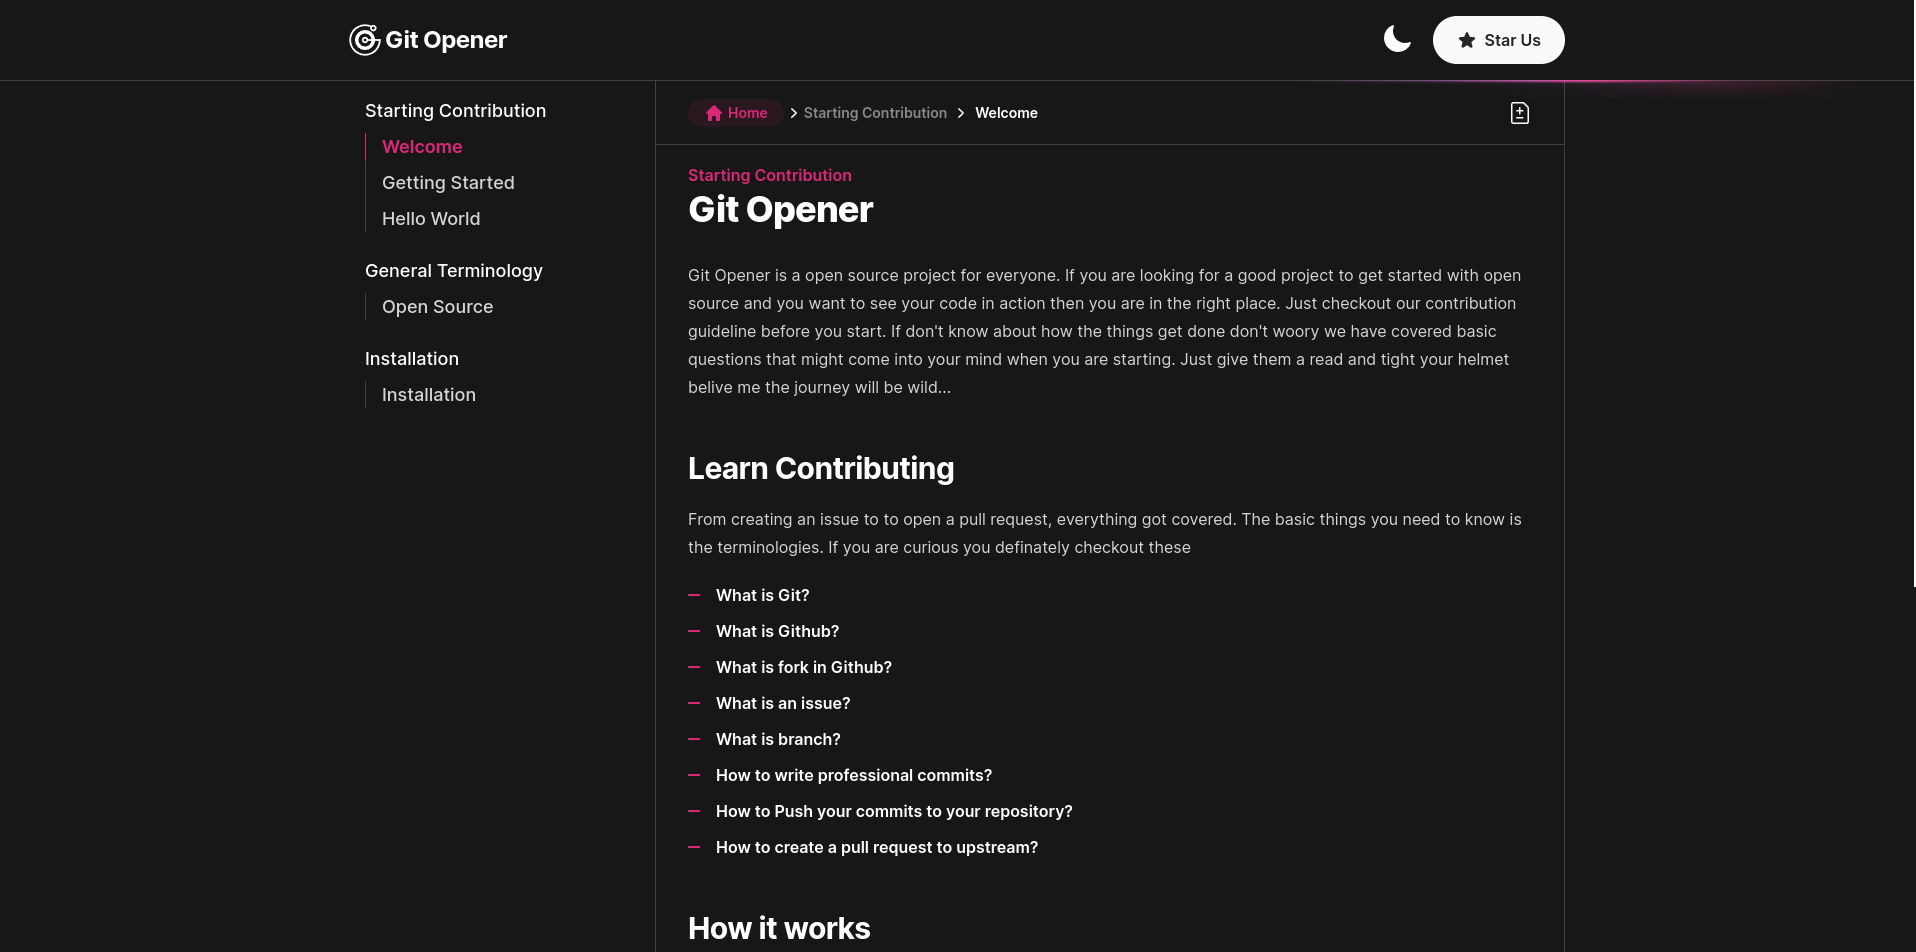 Git Opener
Star Us
Starting Contribution
Welcome
Getting Started
Hello World
General Terminology
Open Source
Installation
Installation
Home
Starting Contribution
Welcome
Starting Contribution
Git Opener
Git Opener is a open source project for everyone. If you are looking for a good project to get started with open
source and you want to see your code in action then you are in the right place. Just checkout our contribution
guideline before you start. If don't know about how the things get done don't woory we have covered basic
questions that might come into your mind when you are starting. Just give them a read and tight your helmet
belive me the journey will be wild...
Learn Contributing
From creating an issue to to open a pull request, everything got covered. The basic things you need to know is
the terminologies. If you are curious you definately checkout these
What is Git?
What is Github?
What is fork in Github?
What is an issue?
What is branch?
How to write professional commits?
How to Push your commits to your repository?
How to create a pull request to upstream?
How it works